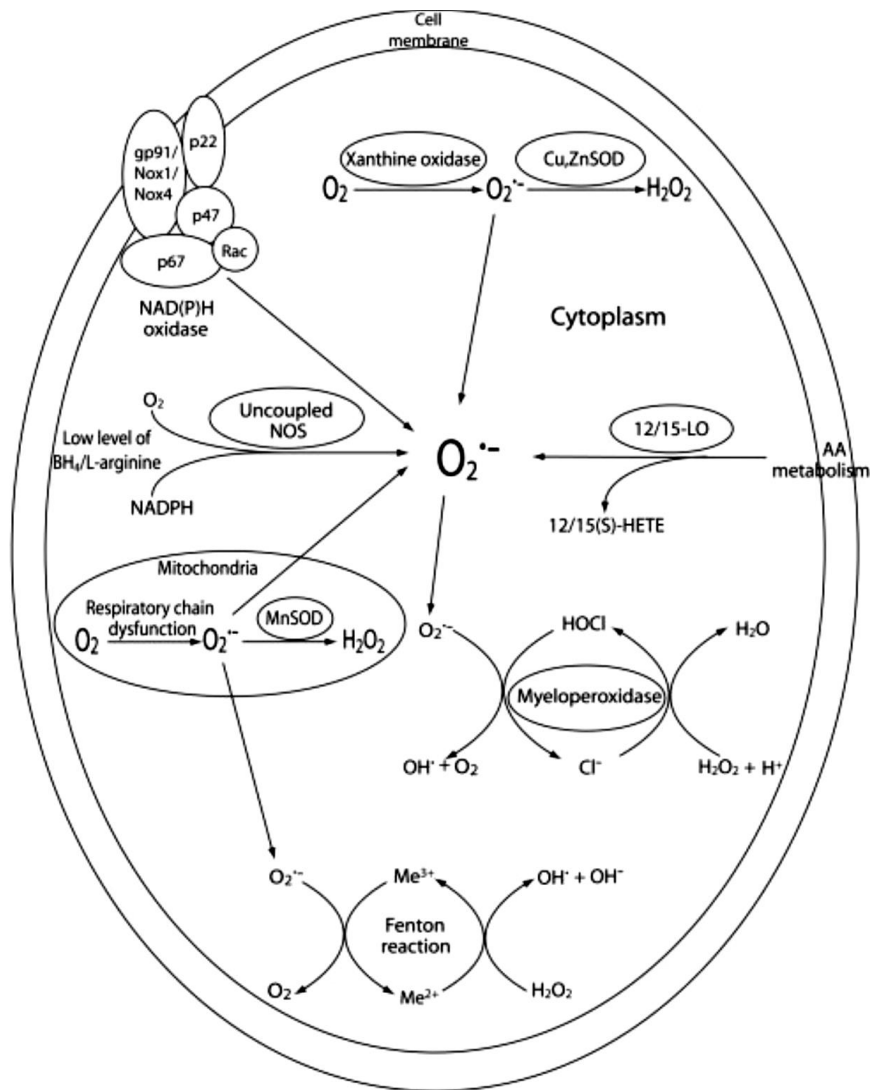 Cell
membrane
gp91/
Nox1/
Nox4
p22
p47
p67
Rac
NAD(P)H
oxidase
Xanthine oxidase
Cu,ZnSOD
O₂
O₂•−
H₂O₂
Cytoplasm
O₂
Uncoupled
NOS
Low level of
BH₄/L-arginine
NADPH
O₂•−
12/15-LO
AA
metabolism
12/15(S)-HETE
Mitochondria
Respiratory chain
dysfunction
MnSOD
O₂
O₂•−
H₂O₂
O₂•−
HOCl
H₂O
Myeloperoxidase
OH• + O₂
Cl⁻
H₂O₂ + H⁺
O₂•−
Me³⁺
OH• + OH⁻
Fenton
reaction
O₂
Me²⁺
H₂O₂